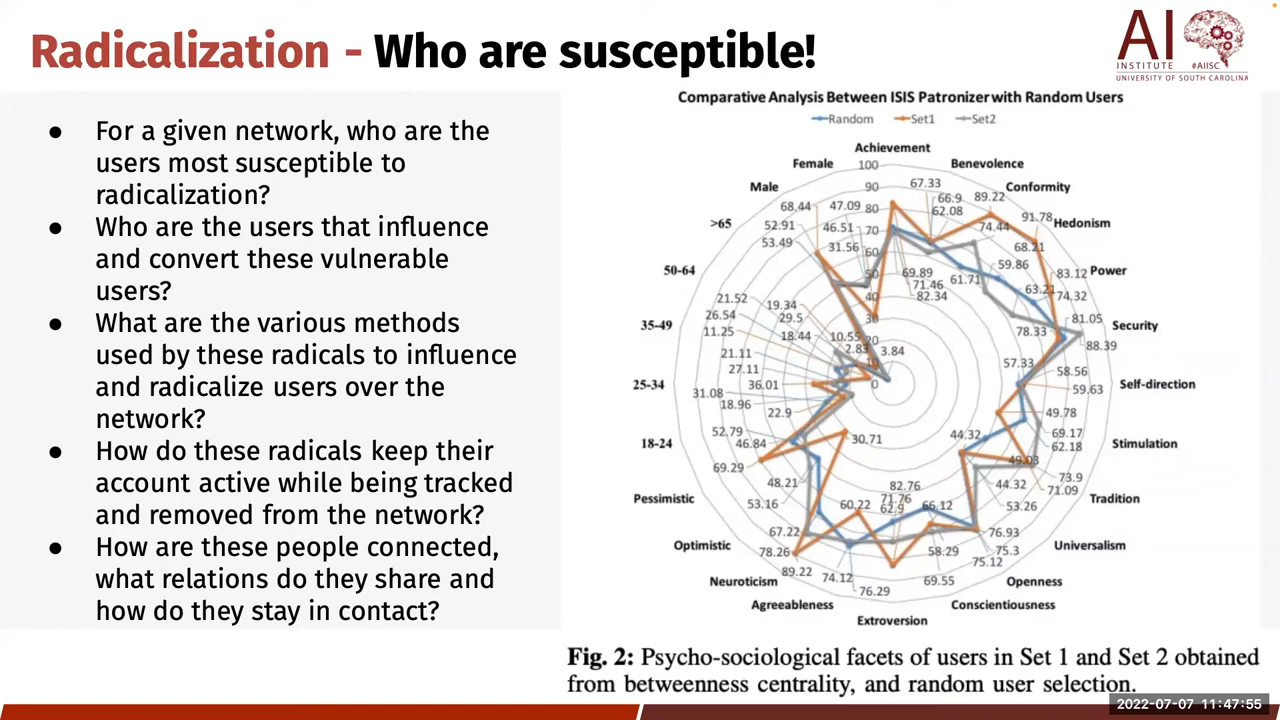 Radicalization - Who are susceptible!
AI
INSTITUTE #AIISC
UNIVERSITY OF SOUTH CAROLINA
● For a given network, who are the
users most susceptible to
radicalization?
● Who are the users that influence
and convert these vulnerable
users?
● What are the various methods
used by these radicals to influence
and radicalize users over the
network?
● How do these radicals keep their
account active while being tracked
and removed from the network?
● How are these people connected,
what relations do they share and
how do they stay in contact?
Comparative Analysis Between ISIS Patronizer with Random Users
Random Set1 Set2
Achievement
Female 100 Benevolence
Male 90 67.33 Conformity
68.44 47.09 80 66.9 89.22
62.08
>65 52.91 46.51 70 74.44 91.78 Hedonism
53.49 31.56 60 68.21
50-64 50 69.89 61.71 59.86 83.12 Power
71.46
40 82.34 63.21 74.32
21.52 19.34
35-49 26.54 29.5 30 81.05 Security
11.25 18.44 10.55 20 78.33 88.39
21.11 2.83 3.84 10
27.11 57.33 58.56
25-34 36.01 0 59.63 Self-direction
31.08 18.96
22.9 49.78
18-24 52.79 46.84 30.71 44.32 69.17 Stimulation
62.18
69.29 49.03
48.21 82.76 44.32 73.9
71.09
Pessimistic 53.16 60.22 71.76 66.12 53.26 Tradition
62.9
67.22 76.93
Optimistic 78.26 58.29 75.3 Universalism
89.22 74.12 75.12
Neuroticism 76.29 69.55 Openness
Agreeableness Conscientiousness
Extroversion
Fig. 2: Psycho-sociological facets of users in Set 1 and Set 2 obtained
from betweenness centrality, and random user selection.
2022-07-07 11:47:55